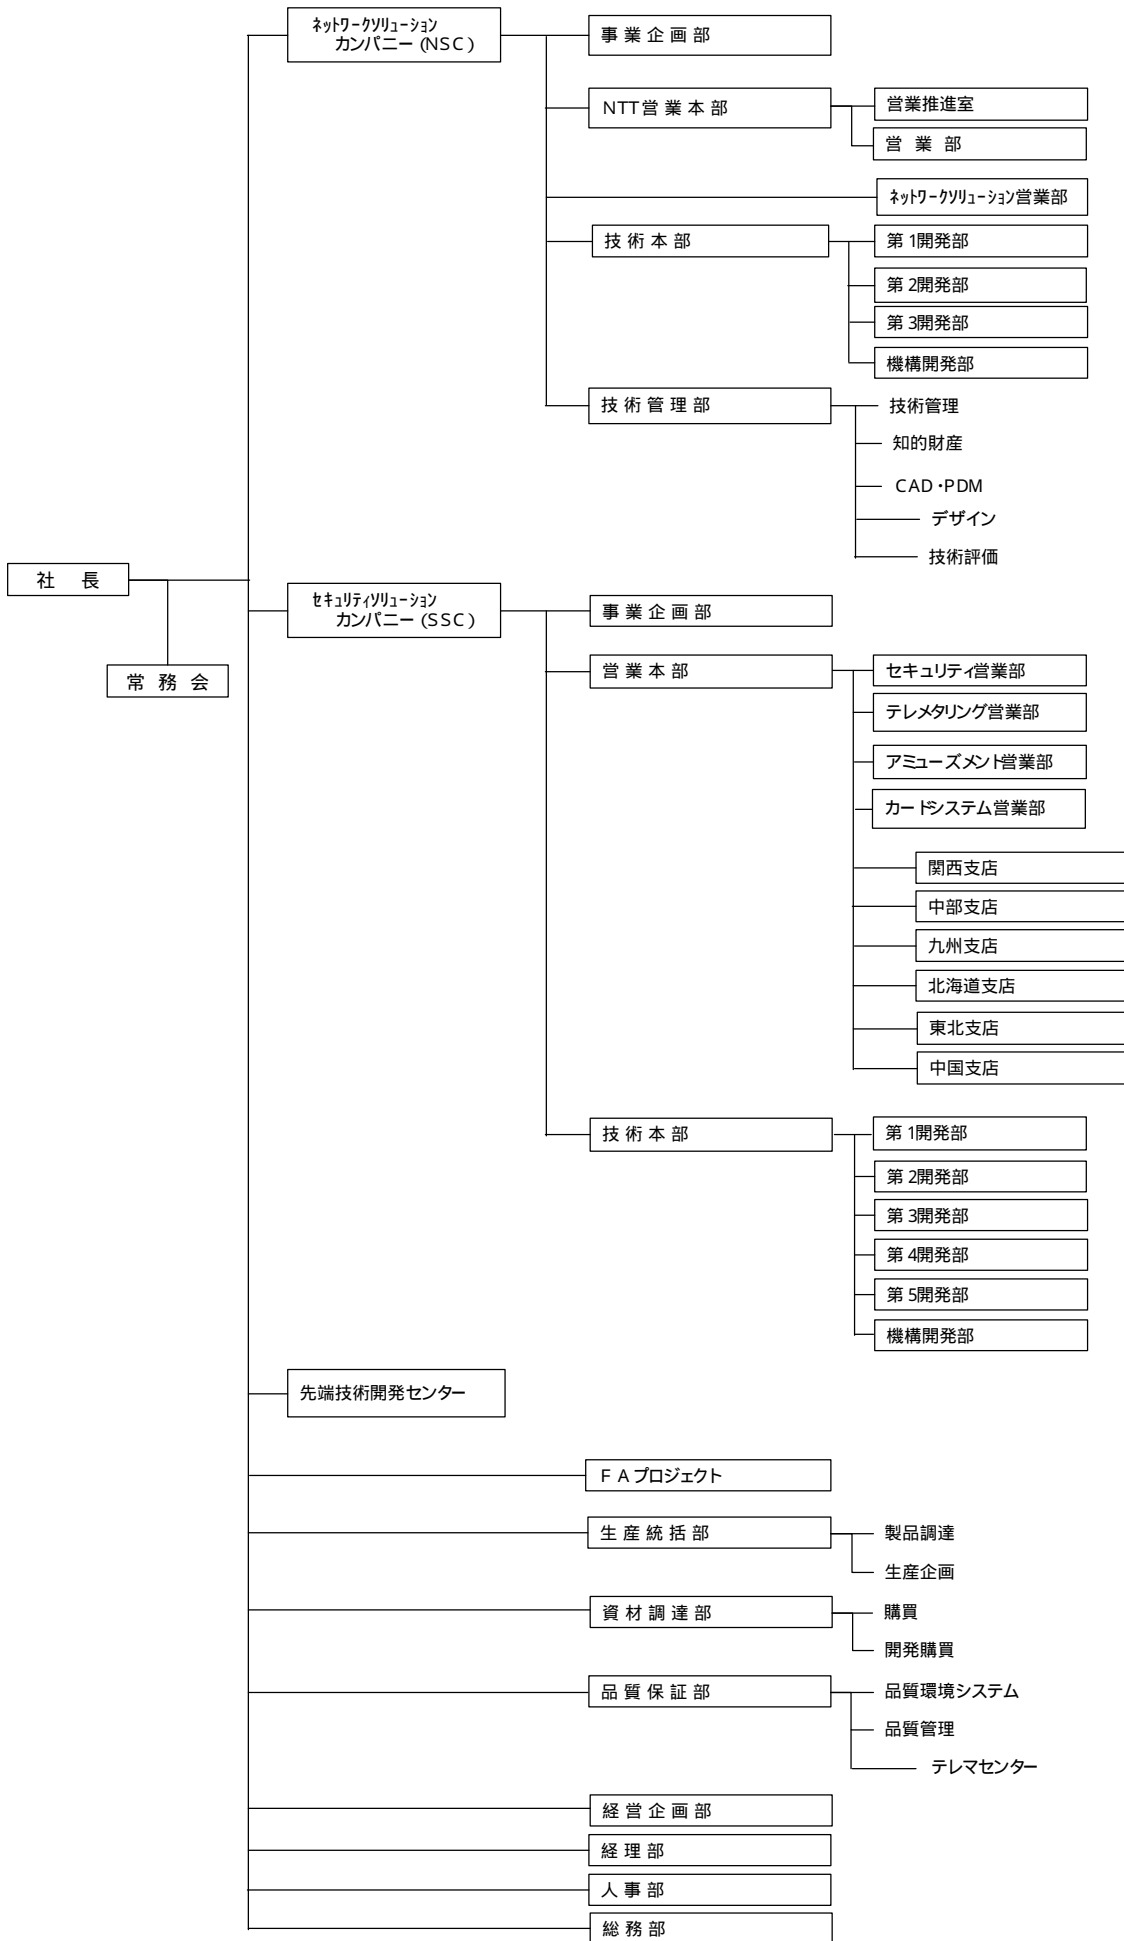 ﾈｯﾄﾜｰｸｿﾘｭｰｼｮﾝ
カンパニー (NSC)
事 業 企 画 部
NTT営 業 本 部
営業推進室
営 業 部
ﾈｯﾄﾜｰｸｿﾘｭｰｼｮﾝ営業部
技 術 本 部
第 1開発部
第 2開発部
第 3開発部
機構開発部
技 術 管 理 部
技術管理
知的財産
CAD・PDM
デザイン
技術評価
社 長
常 務 会
ｾｷｭﾘﾃｨｿﾘｭｰｼｮﾝ
カンパニー (SSC)
事 業 企 画 部
営 業 本 部
セキュリティ営業部
テレメタリング営業部
アミューズメント営業部
カードシステム営業部
関西支店
中部支店
九州支店
北海道支店
東北支店
中国支店
技 術 本 部
第 1開発部
第 2開発部
第 3開発部
第 4開発部
第 5開発部
機構開発部
先端技術開発センター
F A プロジェクト
生 産 統 括 部
製品調達
生産企画
資 材 調 達 部
購買
開発購買
品 質 保 証 部
品質環境システム
品質管理
テレマセンター
経 営 企 画 部
経 理 部
人 事 部
総 務 部